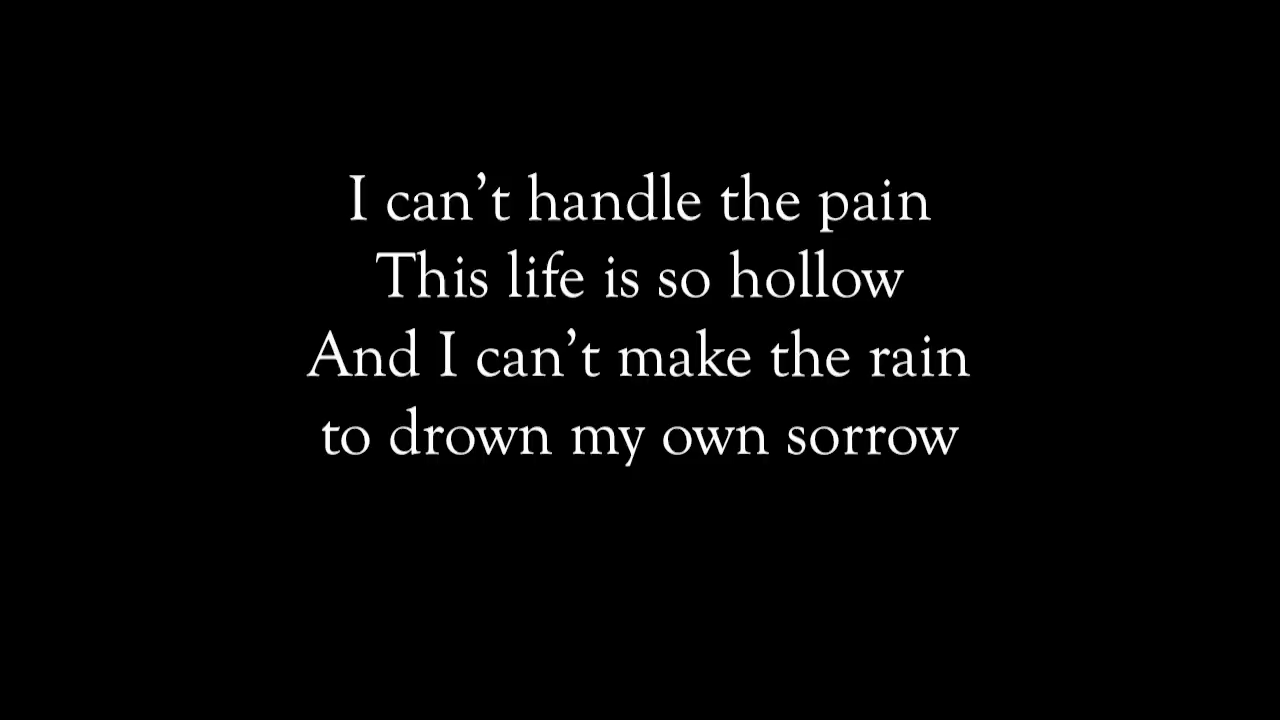 I can’t handle the pain
This life is so hollow
And I can’t make the rain
to drown my own sorrow